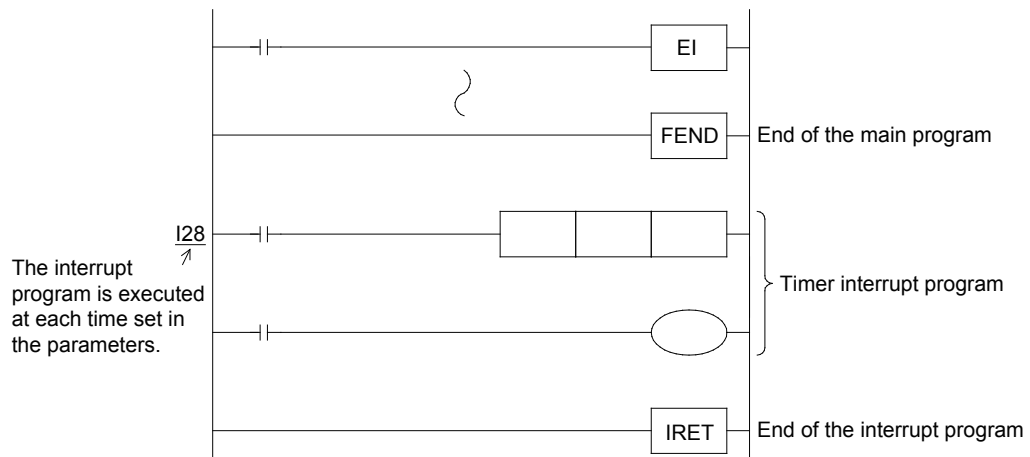 EI
FEND
End of the main program
I28
The interrupt
program is executed
at each time set in
the parameters.
Timer interrupt program
IRET
End of the interrupt program